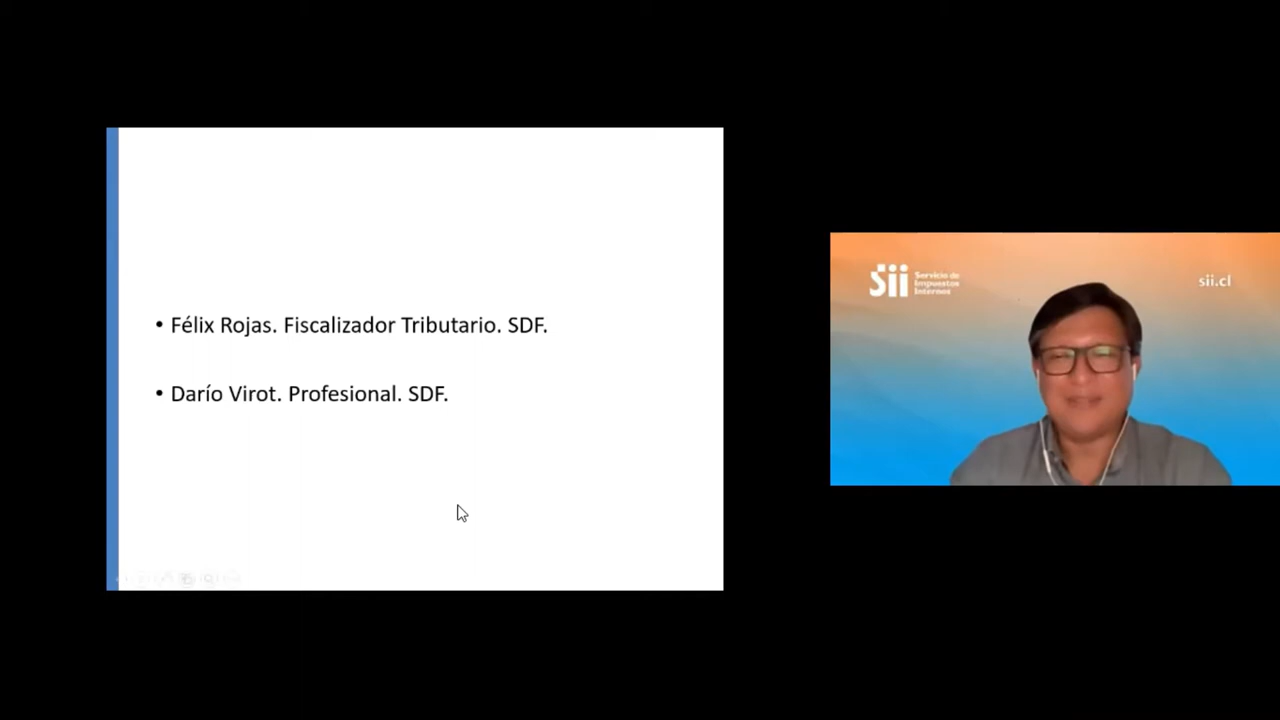 • Félix Rojas. Fiscalizador Tributario. SDF.
• Darío Virot. Profesional. SDF.
Sii
Servicio de
Impuestos
Internos
sii.cl